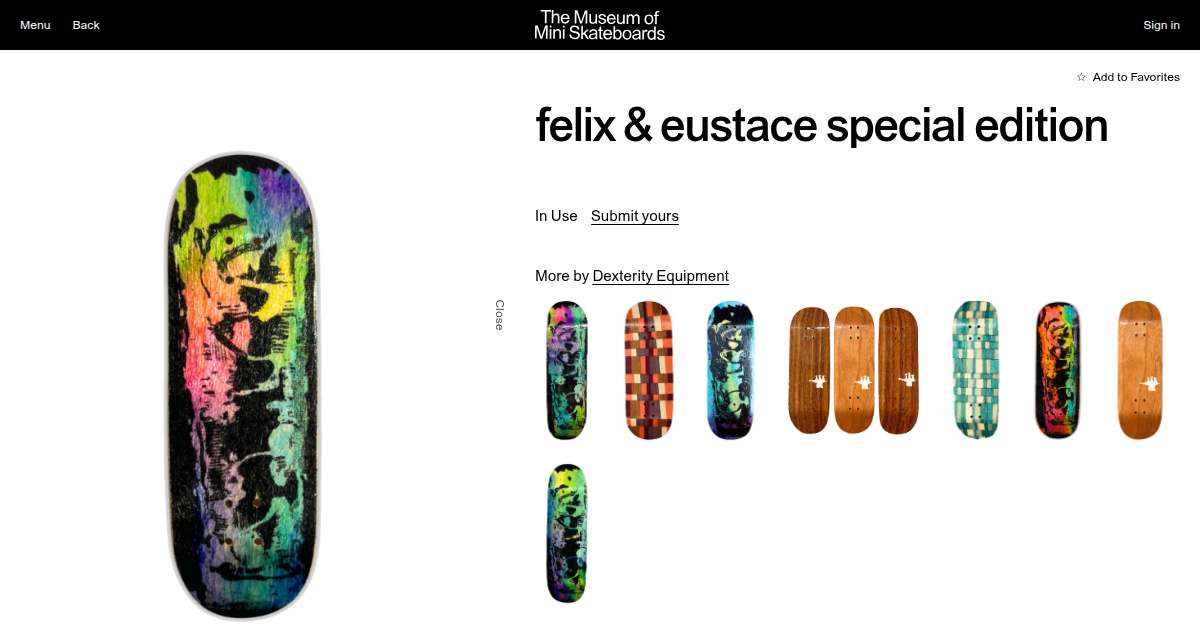 Menu Back
The Museum of
Mini Skateboards
Sign in
☆ Add to Favorites
felix & eustace special edition
In Use Submit yours
More by Dexterity Equipment
Close